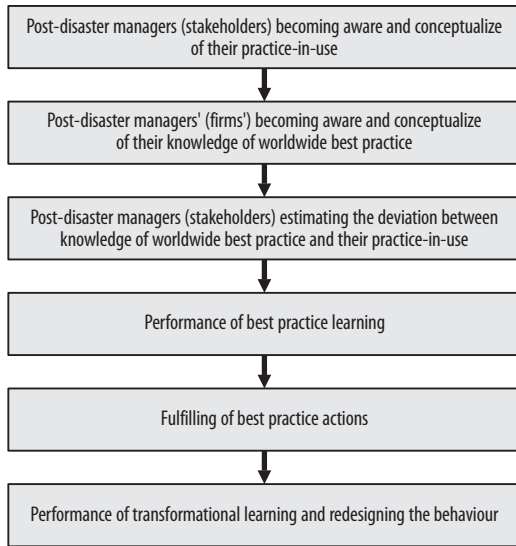 Post-disaster managers (stakeholders) becoming aware and conceptualize
of their practice-in-use
Post-disaster managers' (firms') becoming aware and conceptualize
of their knowledge of worldwide best practice
Post-disaster managers (stakeholders) estimating the deviation between
knowledge of worldwide best practice and their practice-in-use
Performance of best practice learning
Fulfilling of best practice actions
Performance of transformational learning and redesigning the behaviour